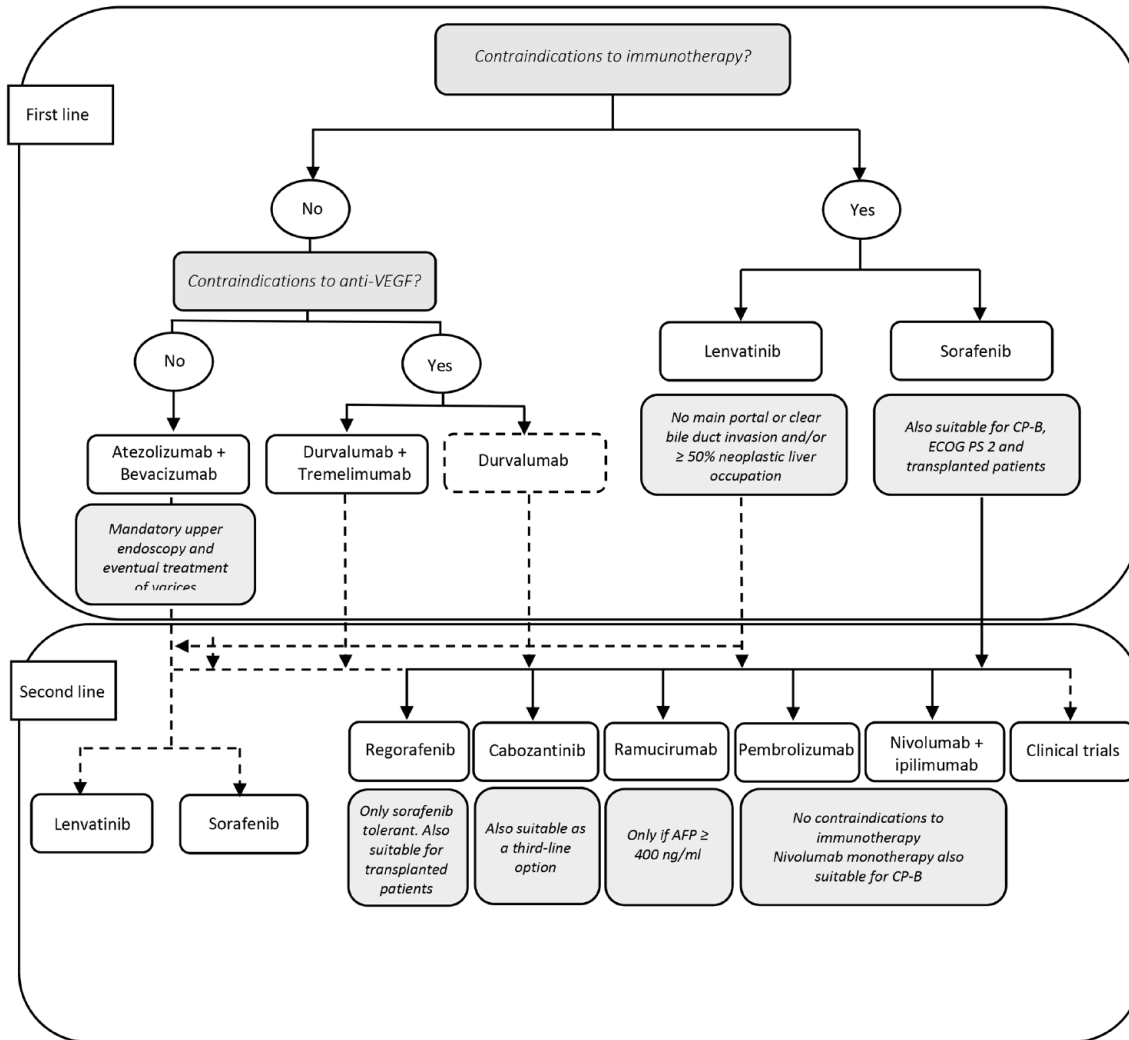 Contraindications to immunotherapy?
First line
No
Yes
Contraindications to anti-VEGF?
No
Yes
Lenvatinib
Sorafenib
Atezolizumab +
Bevacizumab
Durvalumab +
Tremelimumab
Durvalumab
No main portal or clear
bile duct invasion and/or
≥ 50% neoplastic liver
occupation
Also suitable for CP-B,
ECOG PS 2 and
transplanted patients
Mandatory upper
endoscopy and
eventual treatment
of varices
Second line
Lenvatinib
Sorafenib
Regorafenib
Cabozantinib
Ramucirumab
Pembrolizumab
Nivolumab +
ipilimumab
Clinical trials
Only sorafenib
tolerant. Also
suitable for
transplanted
patients
Also suitable as
a third-line
option
Only if AFP ≥
400 ng/ml
No contraindications to
immunotherapy
Nivolumab monotherapy also
suitable for CP-B